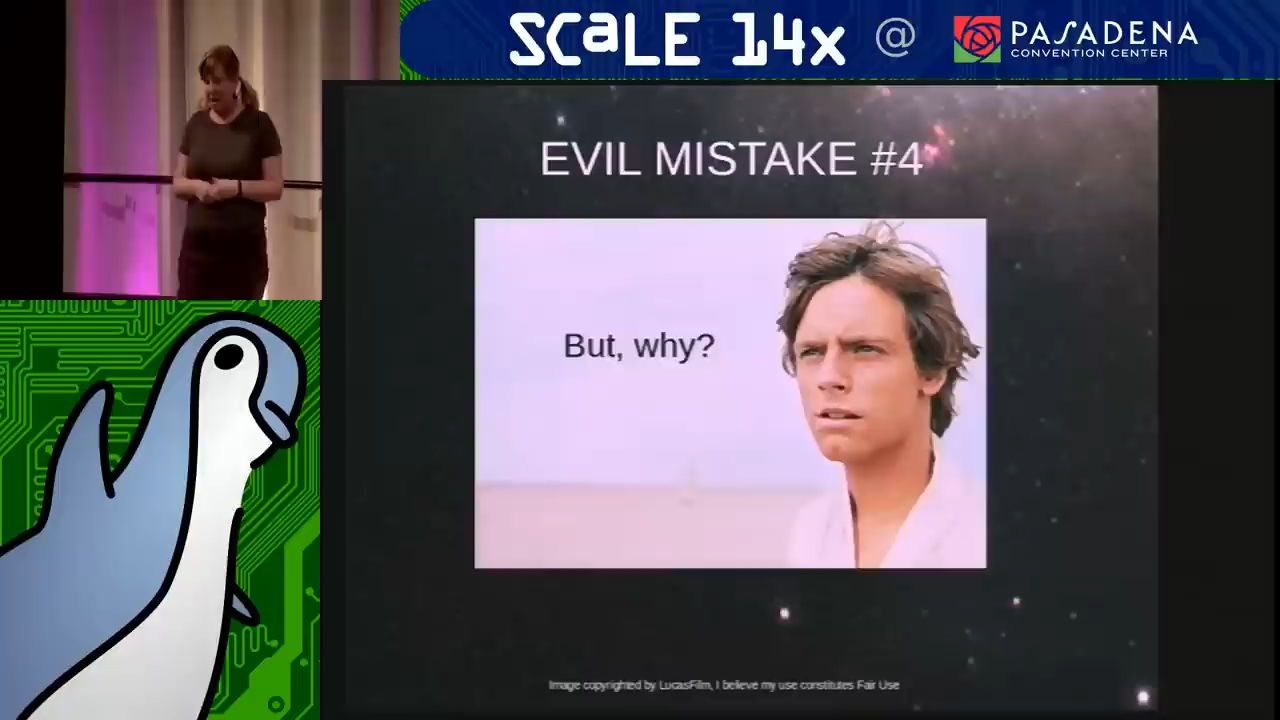 SCaLE 14x @ PASADENA
CONVENTION CENTER
EVIL MISTAKE #4
But, why?
Image copyrighted by LucasFilm, I believe my use constitutes Fair Use